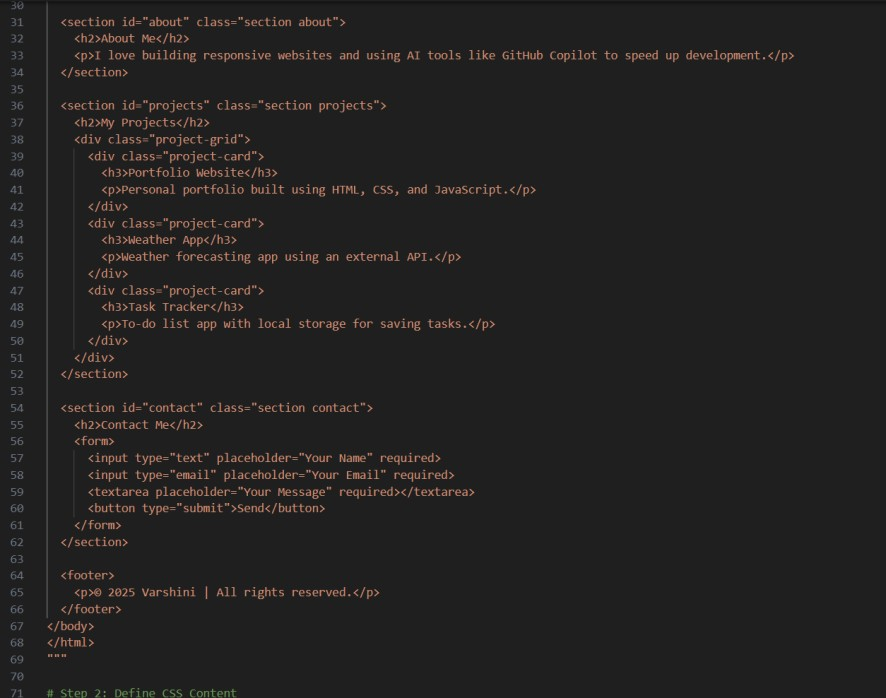 30
31 <section id="about" class="section about">
32 <h2>About Me</h2>
33 <p>I love building responsive websites and using AI tools like GitHub Copilot to speed up development.</p>
34 </section>
35
36 <section id="projects" class="section projects">
37 <h2>My Projects</h2>
38 <div class="project-grid">
39 <div class="project-card">
40 <h3>Portfolio Website</h3>
41 <p>Personal portfolio built using HTML, CSS, and JavaScript.</p>
42 </div>
43 <div class="project-card">
44 <h3>Weather App</h3>
45 <p>Weather forecasting app using an external API.</p>
46 </div>
47 <div class="project-card">
48 <h3>Task Tracker</h3>
49 <p>To-do list app with local storage for saving tasks.</p>
50 </div>
51 </div>
52 </section>
53
54 <section id="contact" class="section contact">
55 <h2>Contact Me</h2>
56 <form>
57 <input type="text" placeholder="Your Name" required>
58 <input type="email" placeholder="Your Email" required>
59 <textarea placeholder="Your Message" required></textarea>
60 <button type="submit">Send</button>
61 </form>
62 </section>
63
64 <footer>
65 <p>© 2025 Varshini | All rights reserved.</p>
66 </footer>
67 </body>
68 </html>
69 """
70
71 # Step 2: Define CSS Content